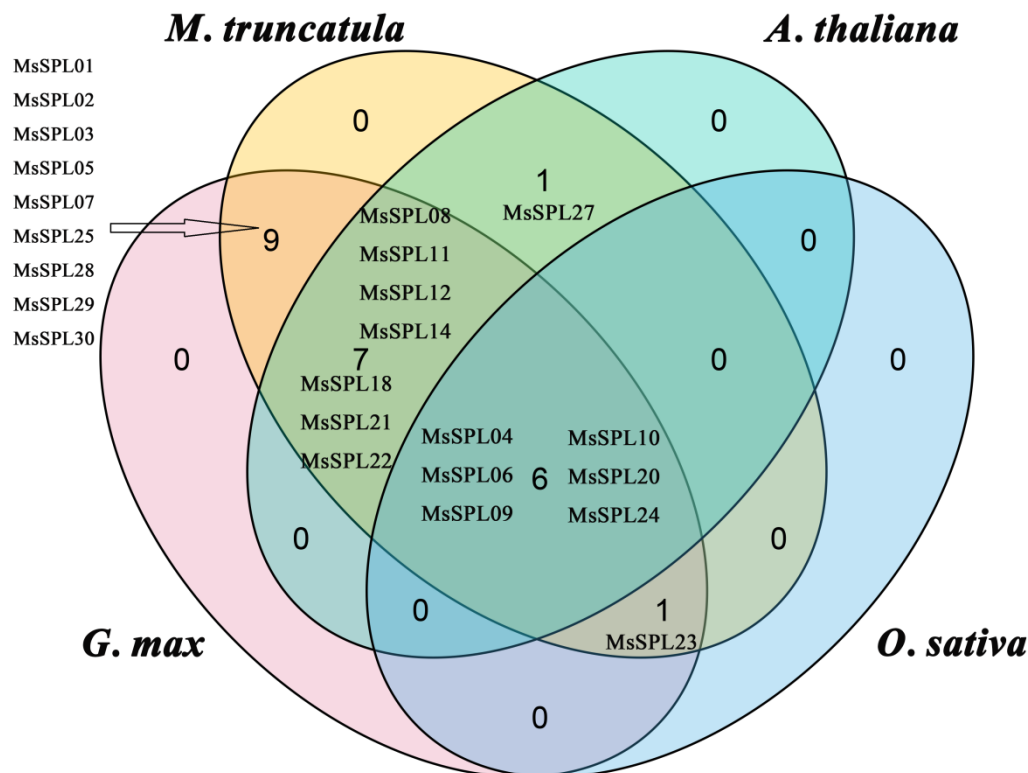 M. truncatula
A. thaliana
MsSPL01
MsSPL02
MsSPL03
MsSPL05
MsSPL07
MsSPL25
MsSPL28
MsSPL29
MsSPL30
0
0
1
MsSPL27
9
MsSPL08
MsSPL11
MsSPL12
MsSPL14
0
0
7
MsSPL18
MsSPL21
MsSPL22
0
0
MsSPL04
MsSPL06
MsSPL09
6
MsSPL10
MsSPL20
MsSPL24
0
0
0
1
MsSPL23
G. max
O. sativa
0